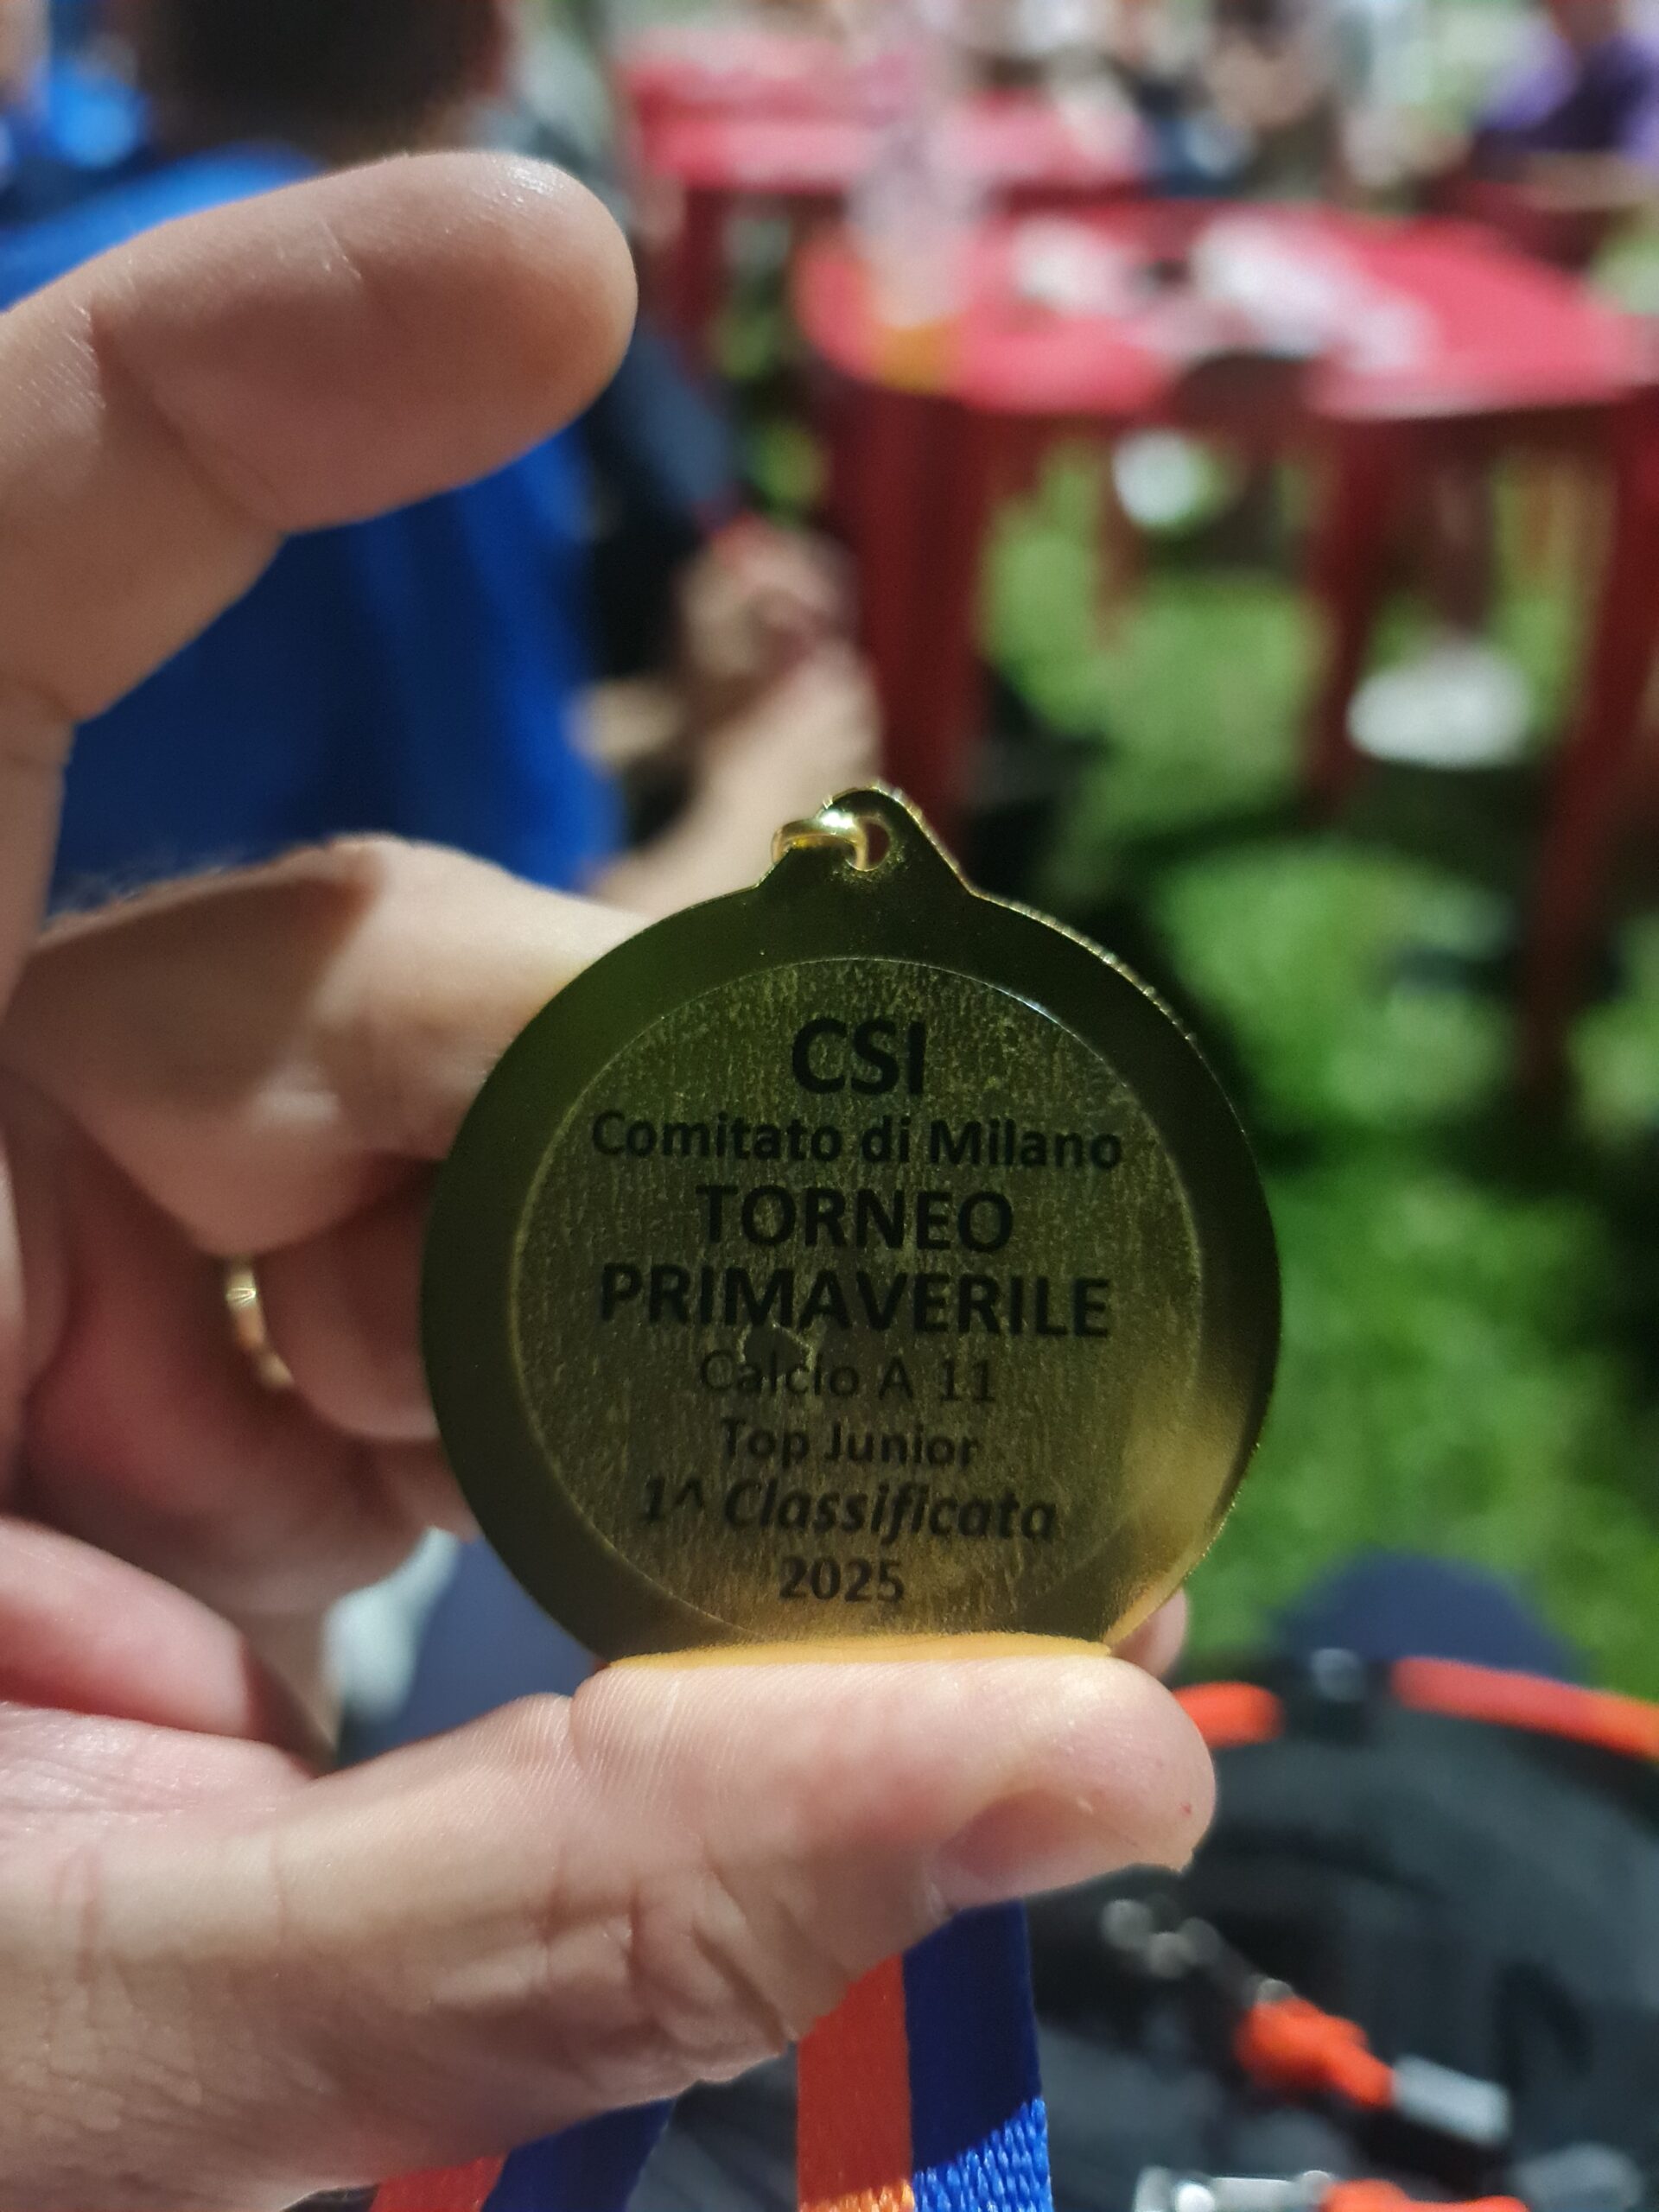 CSI
Comitato di Milano
TORNEO
PRIMAVERILE
Calcio A 11
Top Junior
1^ Classificata
2025